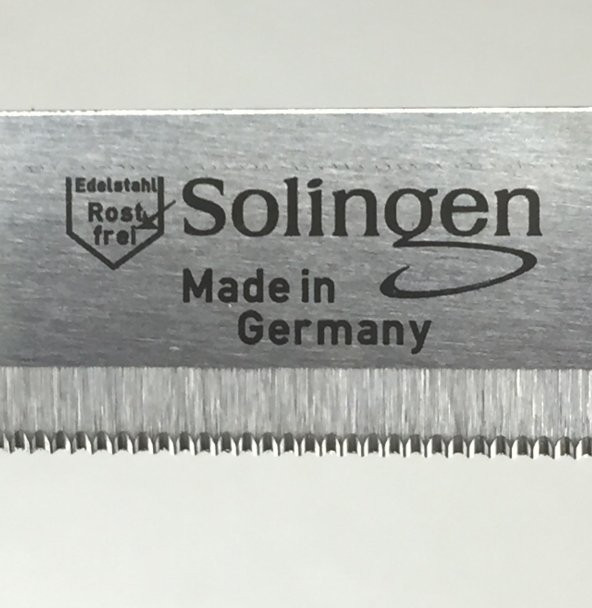 Edelstahl
Rost
frei
Solingen
Made in
Germany